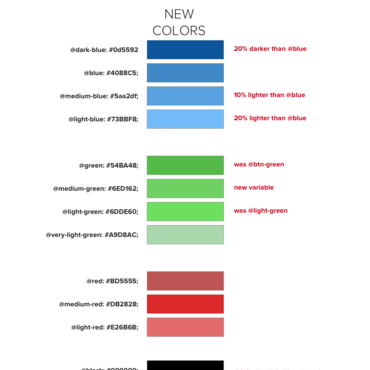 NEW
COLORS
@dark-blue: #0d5592 20% darker than @blue
@blue: #4088C5;
@medium-blue: #5aa2df; 10% lighter than @blue
@light-blue: #73BBF8; 20% lighter than @blue
@green: #54BA48; was @btn-green
@medium-green: #6ED162; new variable
@light-green: #6DDE60; was @light-green
@very-light-green: #A9D8AC;
@red: #BD5555;
@medium-red: #DB2828;
@light-red: #E26B6B;